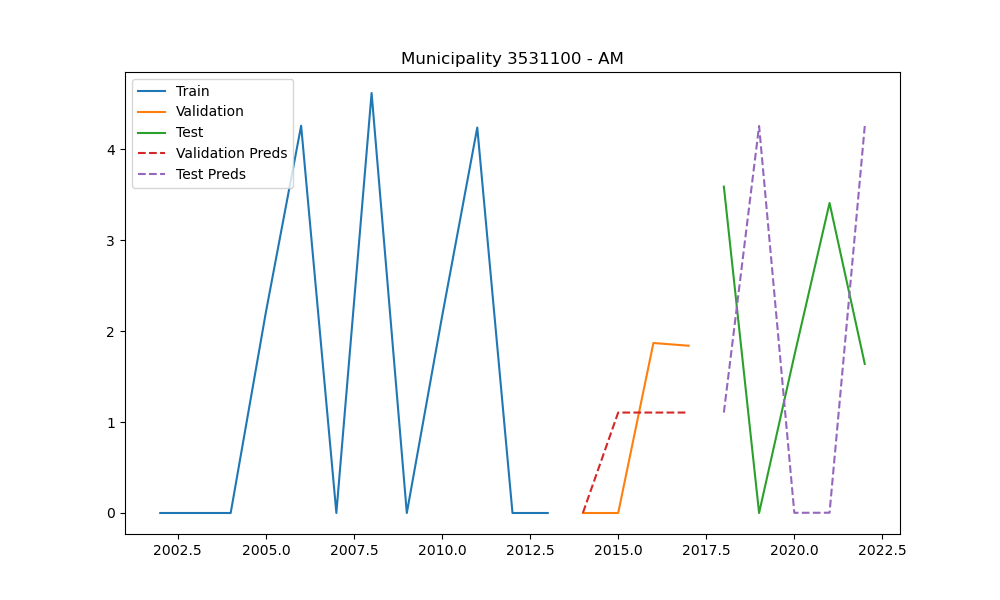 Municipality 3531100 - AM
Train
Validation
Test
Validation Preds
Test Preds
4
3
2
1
0
2002.5 2005.0 2007.5 2010.0 2012.5 2015.0 2017.5 2020.0 2022.5